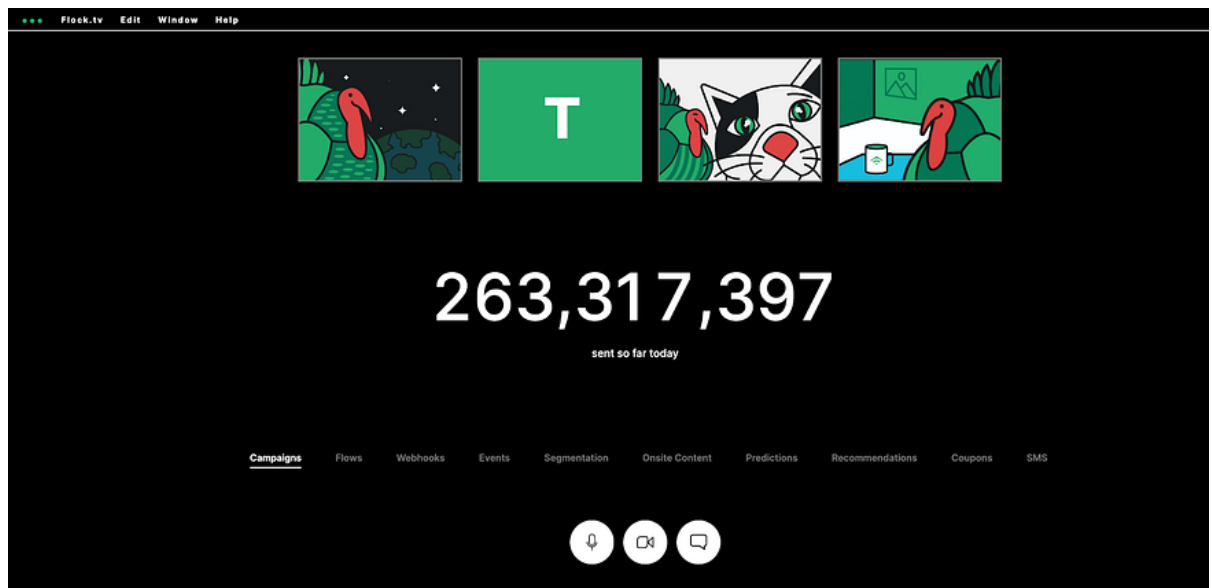 Flock.tv Edit Window Help
T
263,317,397
sent so far today
Campaigns Flows Webhooks Events Segmentation Onsite Content Predictions Recommendations Coupons SMS